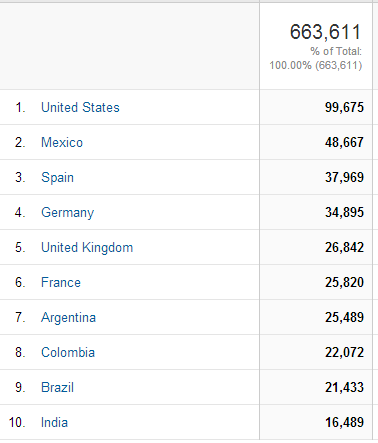 663,611
% of Total:
100.00% (663,611)
1. United States 99,675
2. Mexico 48,667
3. Spain 37,969
4. Germany 34,895
5. United Kingdom 26,842
6. France 25,820
7. Argentina 25,489
8. Colombia 22,072
9. Brazil 21,433
10. India 16,489